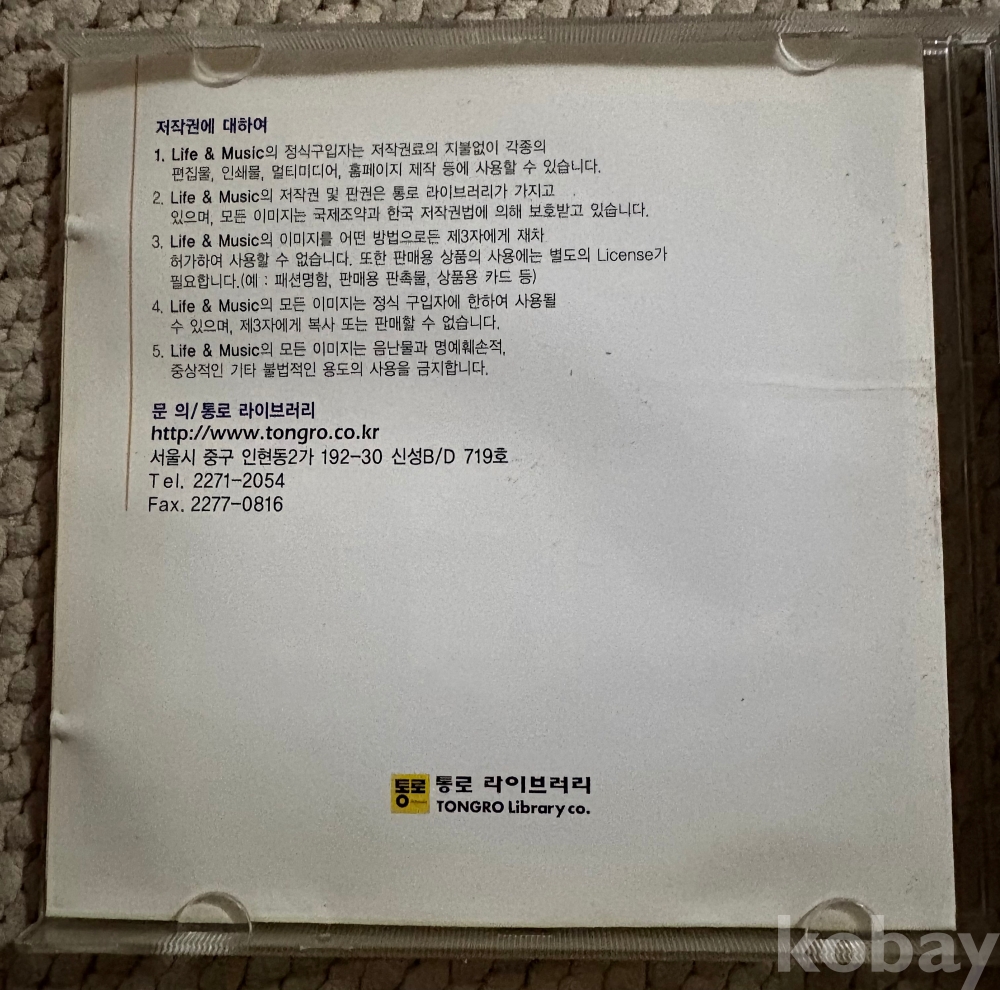 저작권에 대하여
1. Life & Music의 정식구입자는 저작권료의 지불없이 각종의
편집물, 인쇄물, 멀티미디어, 홈페이지 제작 등에 사용할 수 있습니다.
2. Life & Music의 저작권 및 판권은 통로 라이브러리가 가지고
있으며, 모든 이미지는 국제조약과 한국 저작권법에 의해 보호받고 있습니다.
3. Life & Music의 이미지를 어떤 방법으로든 제3자에게 재차
허가하여 사용할 수 없습니다. 또한 판매용 상품의 사용에는 별도의 License가
필요합니다.(예 : 패션명함, 판매용 판촉물, 상품용 카드 등)
4. Life & Music의 모든 이미지는 정식 구입자에 한하여 사용될
수 있으며, 제3자에게 복사 또는 판매할 수 없습니다.
5. Life & Music의 모든 이미지는 음난물과 명예훼손적,
중상적인 기타 불법적인 용도의 사용을 금지합니다.
문 의/통로 라이브러리
http://www.tongro.co.kr
서울시 중구 인현동2가 192-30 신성B/D 719호
Tel. 2271-2054
Fax. 2277-0816
통로 통로 라이브러리
TONGRO Library co.
kobay